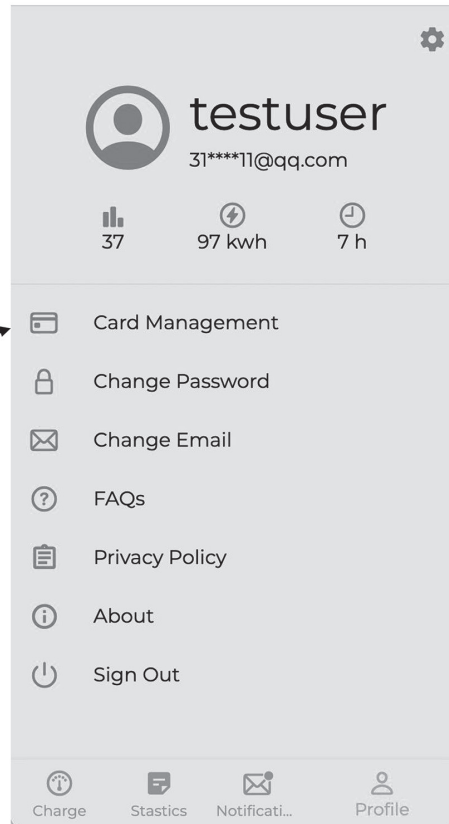 testuser
31****11@qq.com
37 97 kwh 7 h
Card Management
Change Password
Change Email
FAQs
Privacy Policy
About
Sign Out
Charge Stastics Notificati... Profile